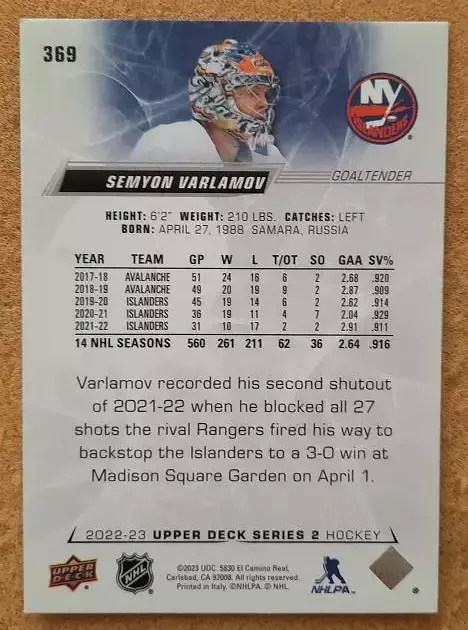 369
NY
ISLANDERS
®
SEMYON VARLAMOV
GOALTENDER
HEIGHT: 6'2" WEIGHT: 210 LBS. CATCHES: LEFT
BORN: APRIL 27, 1988 SAMARA, RUSSIA
YEAR TEAM GP W L T/OT SO GAA SV%
2017-18 AVALANCHE 51 24 16 6 2 2.68 .920
2018-19 AVALANCHE 49 20 19 9 2 2.87 .909
2019-20 ISLANDERS 45 19 14 6 2 2.62 .914
2020-21 ISLANDERS 36 19 11 4 7 2.04 .929
2021-22 ISLANDERS 31 10 17 2 2 2.91 .911
14 NHL SEASONS 560 261 211 62 36 2.64 .916
Varlamov recorded his second shutout
of 2021-22 when he blocked all 27
shots the rival Rangers fired his way to
backstop the Islanders to a 3-0 win at
Madison Square Garden on April 1.
2022-23 UPPER DECK SERIES 2 HOCKEY
UPPER DECK
NHL
©2023 UDC. 5830 El Camino Real,
Carlsbad, CA 92008. All rights reserved.
Printed in Italy. ©NHLPA. © NHL.
NHLPA
®